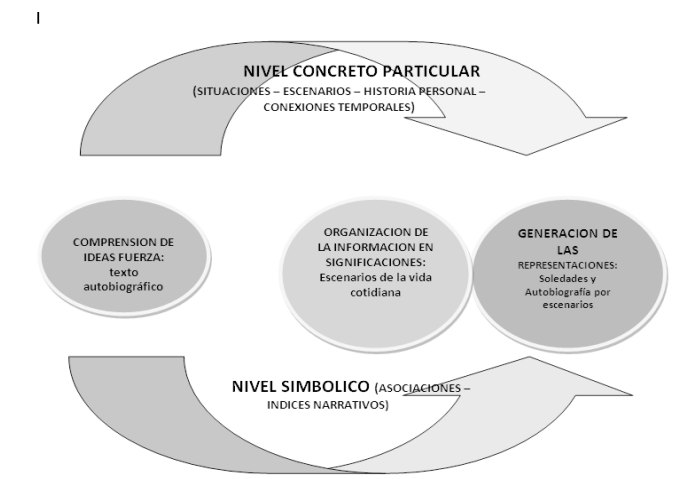 I
NIVEL CONCRETO PARTICULAR
(SITUACIONES – ESCENARIOS – HISTORIA PERSONAL –
CONEXIONES TEMPORALES)
COMPRENSION DE
IDEAS FUERZA:
texto
autobiográfico
ORGANIZACION DE
LA INFORMACION EN
SIGNIFICACIONES:
Escenarios de la vida
cotidiana
GENERACION DE
LAS
REPRESENTACIONES:
Soledades y
Autobiografía por
escenarios
NIVEL SIMBOLICO (ASOCIACIONES –
INDICES NARRATIVOS)